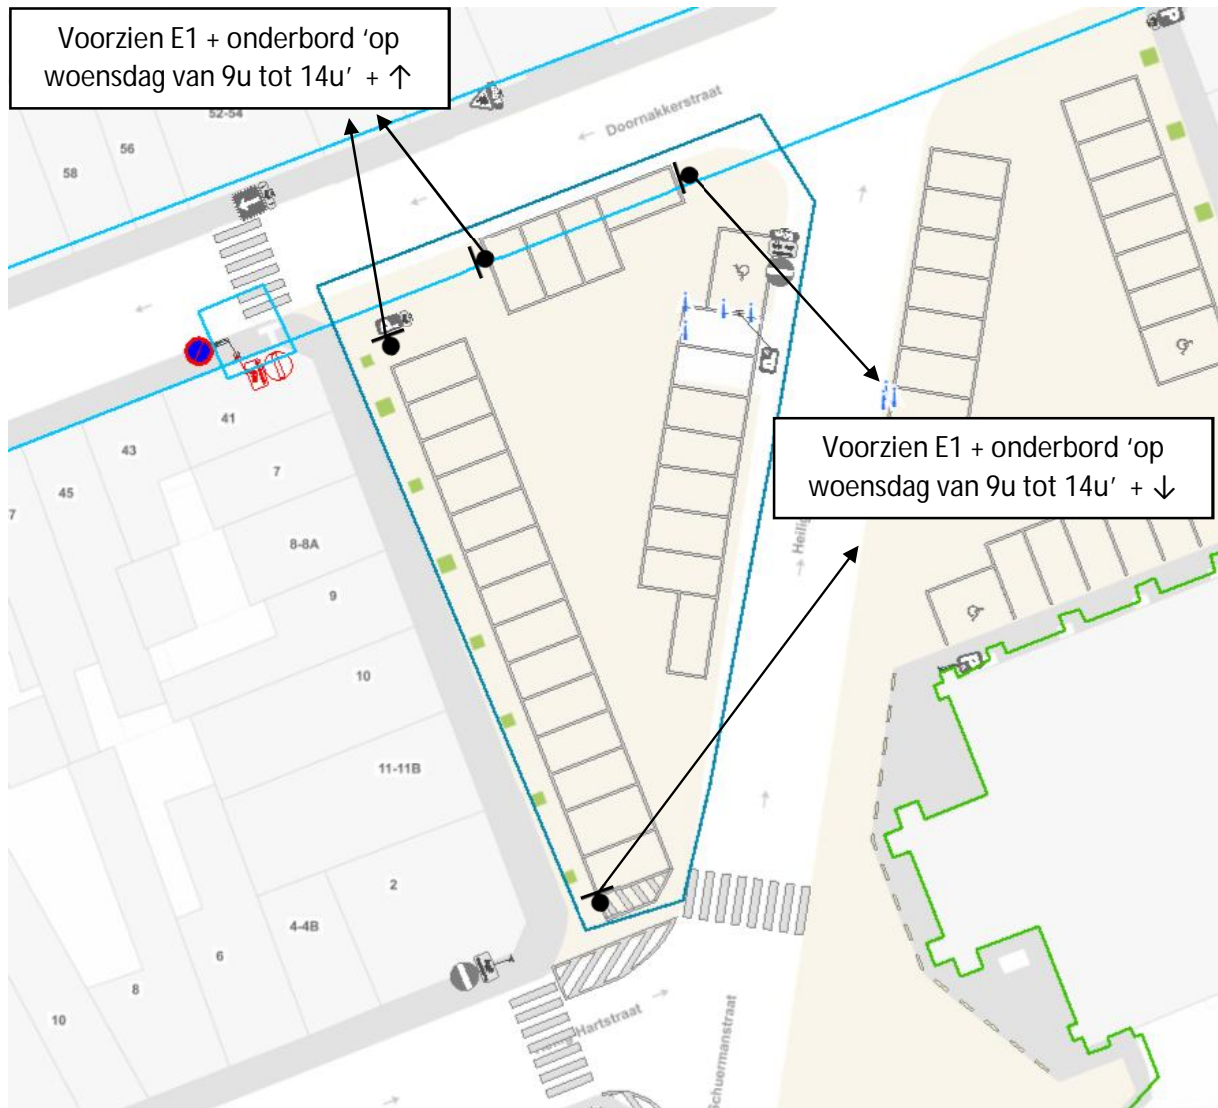 Voorzien E1 + onderbord ‘op
woensdag van 9u tot 14u’ + ↑
52-54
56
58
← Doornakkerstraat
41
43
45
7
7
8-8A
9
10
11-11B
2
4-4B
6
8
10
Voorzien E1 + onderbord ‘op
woensdag van 9u tot 14u’ + ↓
Heilig
Hartstraat
Schuermanstraat